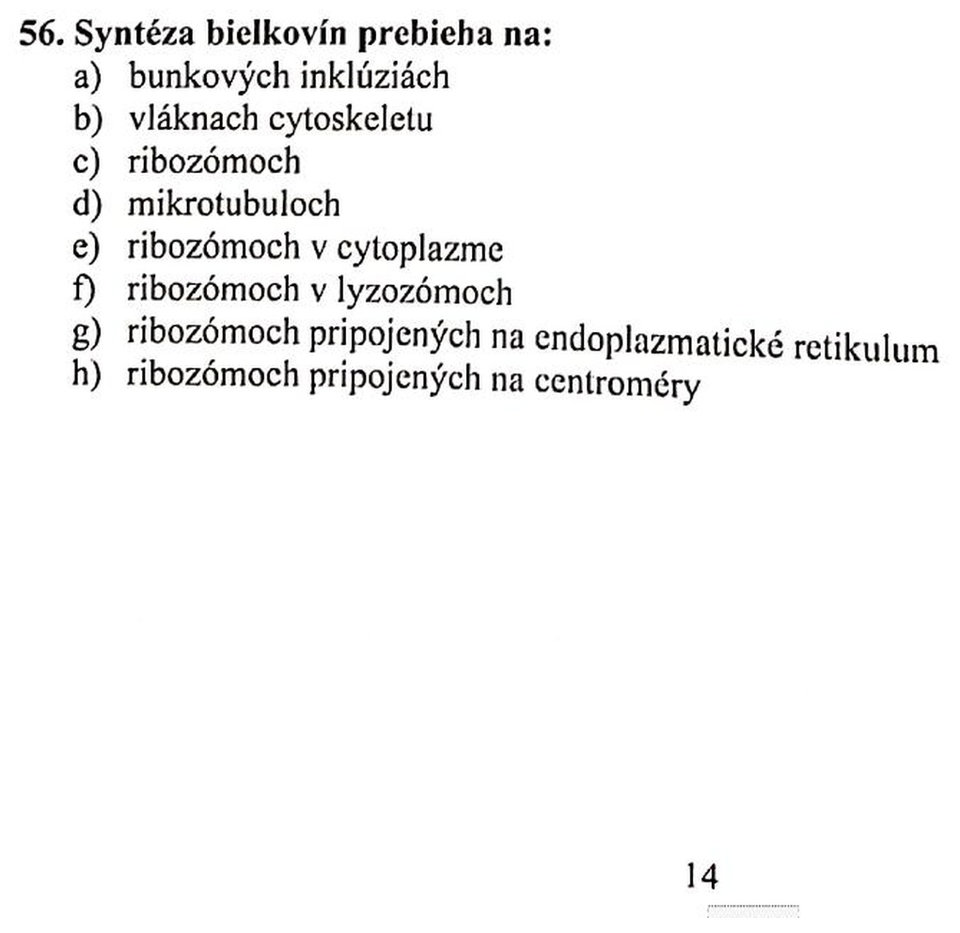 56. Syntéza bielkovín prebieha na:
a) bunkových inklúziách
b) vláknach cytoskeletu
c) ribozómoch
d) mikrotubuloch
e) ribozómoch v cytoplazme
f) ribozómoch v lyzozómoch
g) ribozómoch pripojených na endoplazmatické retikulum
h) ribozómoch pripojených na centroméry
14